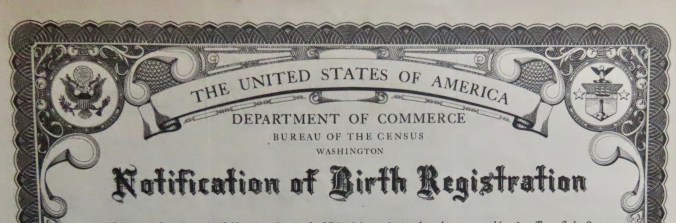 THE UNITED STATES OF AMERICA
DEPARTMENT OF COMMERCE
BUREAU OF THE CENSUS
WASHINGTON
Notification of Birth Registration